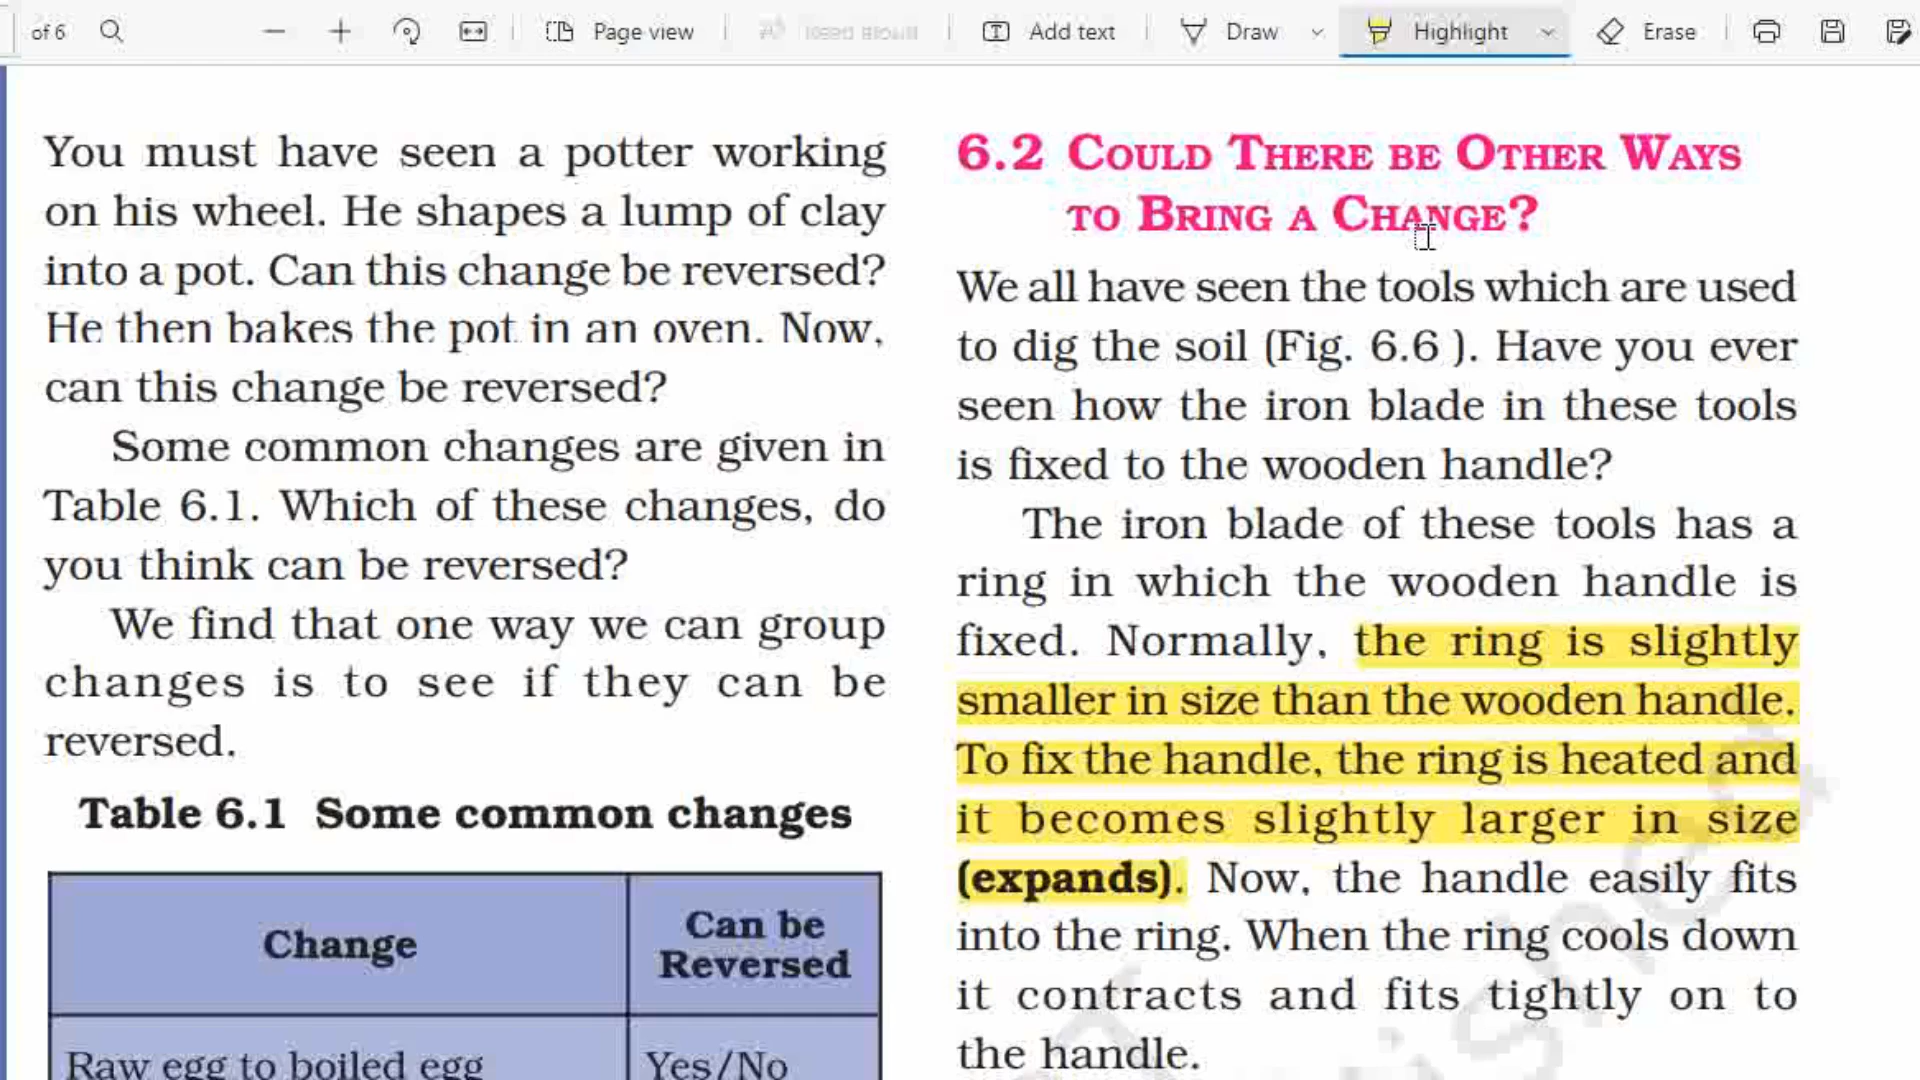 of 6
Page view
Read aloud
Add text
Draw
Highlight
Erase
You must have seen a potter working
on his wheel. He shapes a lump of clay
into a pot. Can this change be reversed?
He then bakes the pot in an oven. Now,
can this change be reversed?
Some common changes are given in
Table 6.1. Which of these changes, do
you think can be reversed?
We find that one way we can group
changes is to see if they can be
reversed.
Table 6.1 Some common changes
Change
Can be
Reversed
Raw egg to boiled egg
Yes/No
6.2 COULD THERE BE OTHER WAYS
TO BRING A CHANGE?
We all have seen the tools which are used
to dig the soil (Fig. 6.6 ). Have you ever
seen how the iron blade in these tools
is fixed to the wooden handle?
The iron blade of these tools has a
ring in which the wooden handle is
fixed. Normally, the ring is slightly
smaller in size than the wooden handle.
To fix the handle, the ring is heated and
it becomes slightly larger in size
(expands). Now, the handle easily fits
into the ring. When the ring cools down
it contracts and fits tightly on to
the handle.